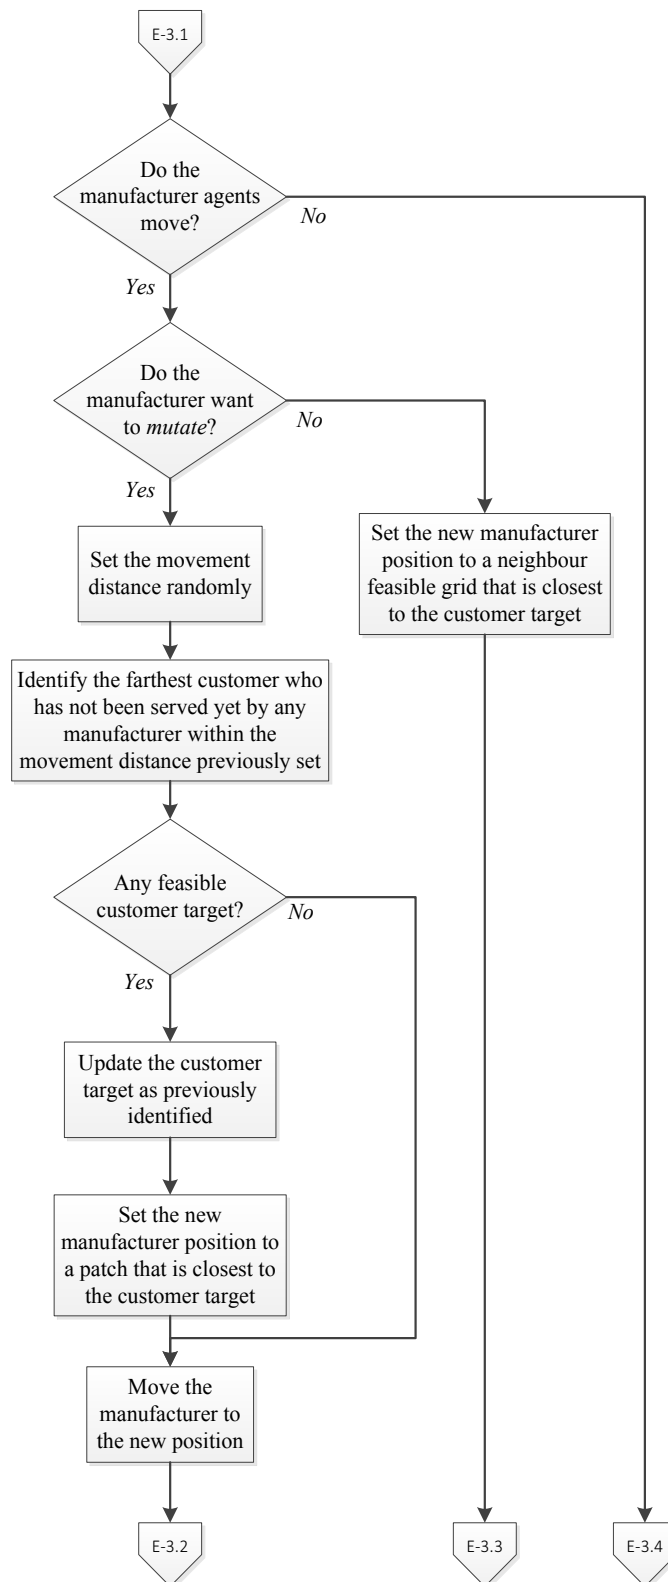 E-3.1
Do the
manufacturer agents
move?
No
Yes
Do the
manufacturer want
to mutate?
No
Yes
Set the movement
distance randomly
Set the new manufacturer
position to a neighbour
feasible grid that is closest
to the customer target
Identify the farthest customer who
has not been served yet by any
manufacturer within the
movement distance previously set
Any feasible
customer target?
No
Yes
Update the customer
target as previously
identified
Set the new
manufacturer position to
a patch that is closest to
the customer target
Move the
manufacturer to
the new position
E-3.2
E-3.3
E-3.4